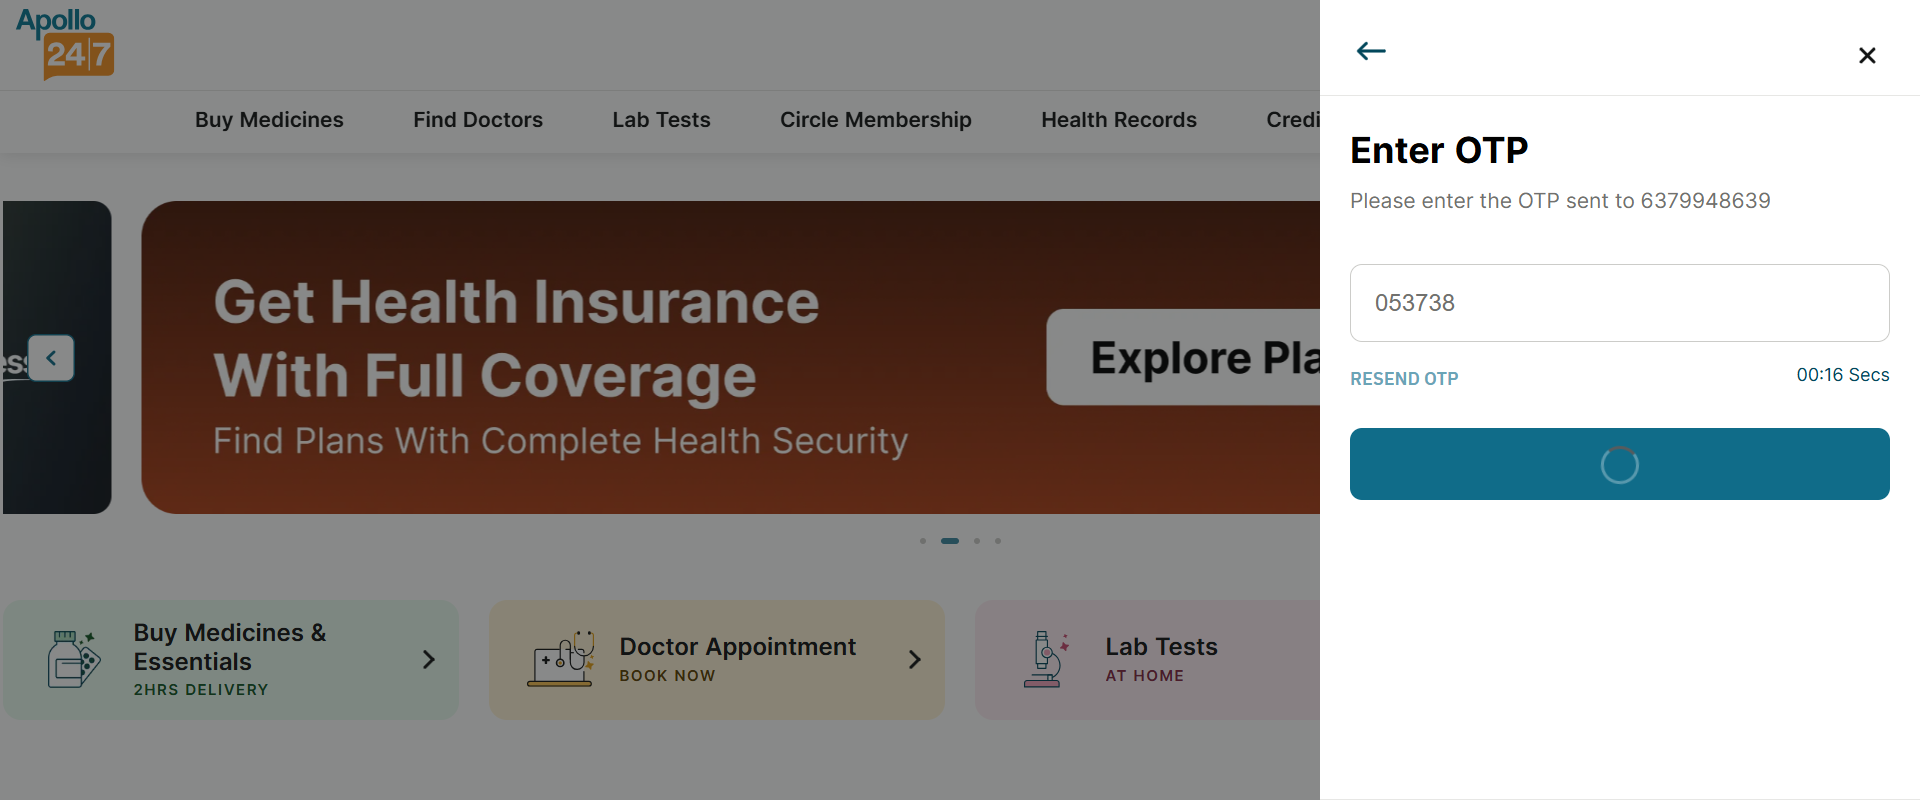 Apollo
24|7
Buy Medicines
Find Doctors
Lab Tests
Circle Membership
Health Records
Credi
Get Health Insurance
With Full Coverage
Find Plans With Complete Health Security
Explore Pla
Buy Medicines &
Essentials
2HRS DELIVERY
Doctor Appointment
BOOK NOW
Lab Tests
AT HOME
Enter OTP
Please enter the OTP sent to 6379948639
053738
RESEND OTP
00:16 Secs